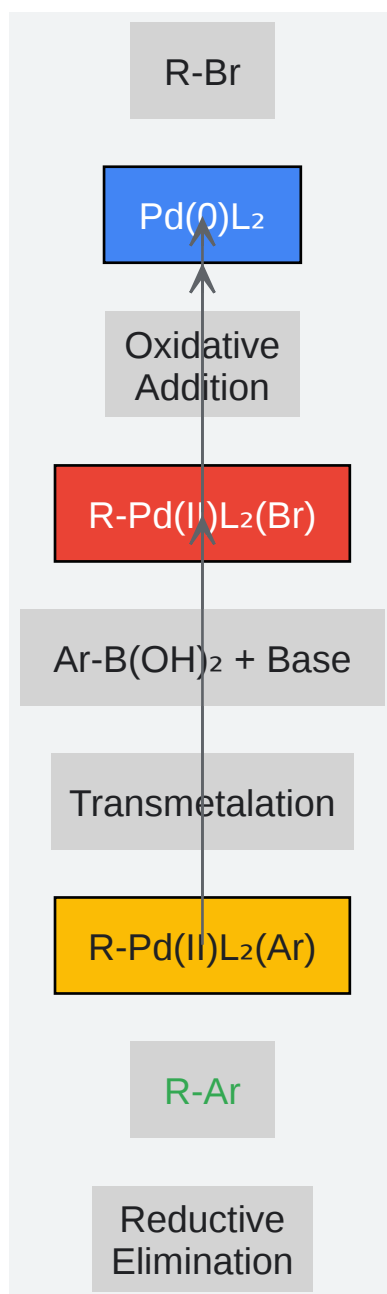 R-Br
Pd(0)L₂
Oxidative
Addition
R-Pd(II)L₂(Br)
Ar-B(OH)₂ + Base
Transmetalation
R-Pd(II)L₂(Ar)
R-Ar
Reductive
Elimination